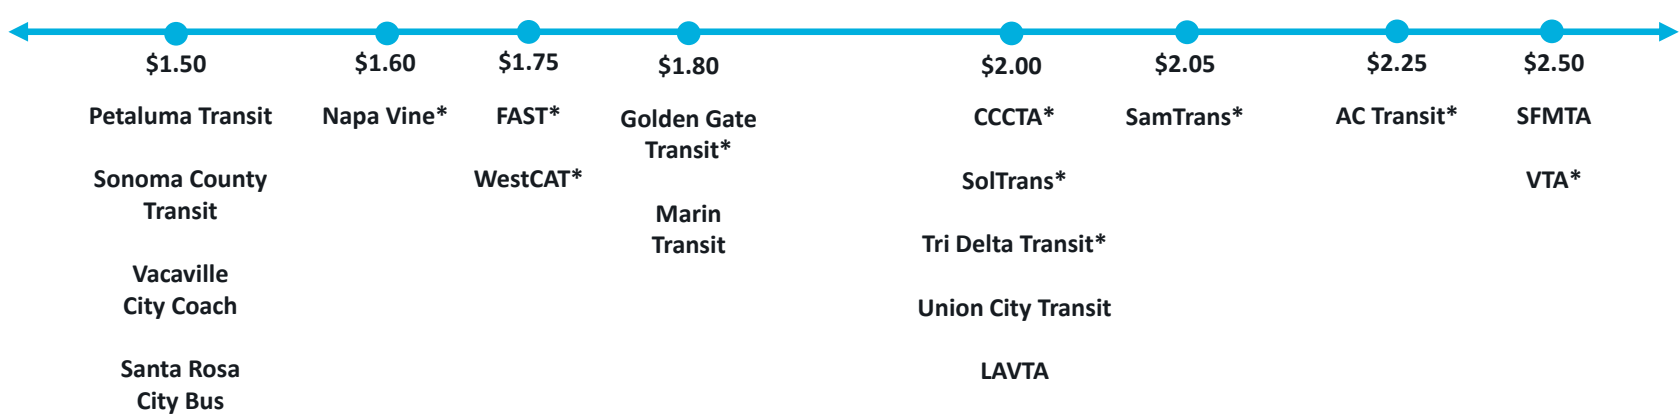 $1.50
$1.60
$1.75
$1.80
$2.00
$2.05
$2.25
$2.50
Petaluma Transit
Sonoma County
Transit
Vacaville
City Coach
Santa Rosa
City Bus
Napa Vine*
FAST*
WestCAT*
Golden Gate
Transit*
Marin
Transit
CCCTA*
SolTrans*
Tri Delta Transit*
Union City Transit
LAVTA
SamTrans*
AC Transit*
SFMTA
VTA*